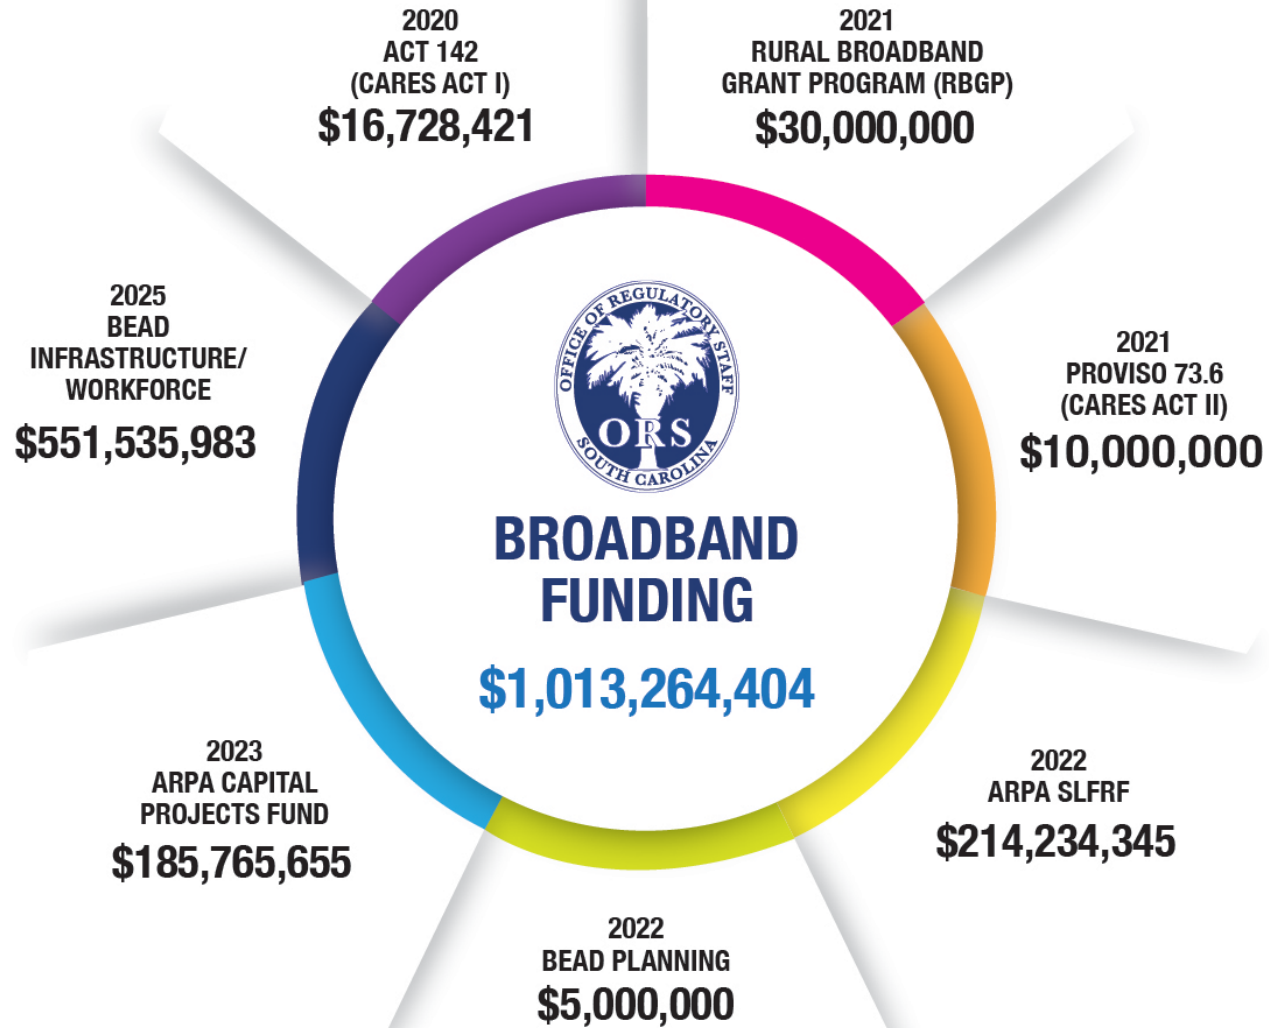 2020
ACT 142
(CARES ACT I)
$16,728,421
2021
RURAL BROADBAND
GRANT PROGRAM (RBGP)
$30,000,000
2025
BEAD
INFRASTRUCTURE/
WORKFORCE
$551,535,983
OFFICE OF REGULATORY STAFF
ORS
SOUTH CAROLINA
2021
PROVISO 73.6
(CARES ACT II)
$10,000,000
BROADBAND
FUNDING
$1,013,264,404
2023
ARPA CAPITAL
PROJECTS FUND
$185,765,655
2022
ARPA SLFRF
$214,234,345
2022
BEAD PLANNING
$5,000,000